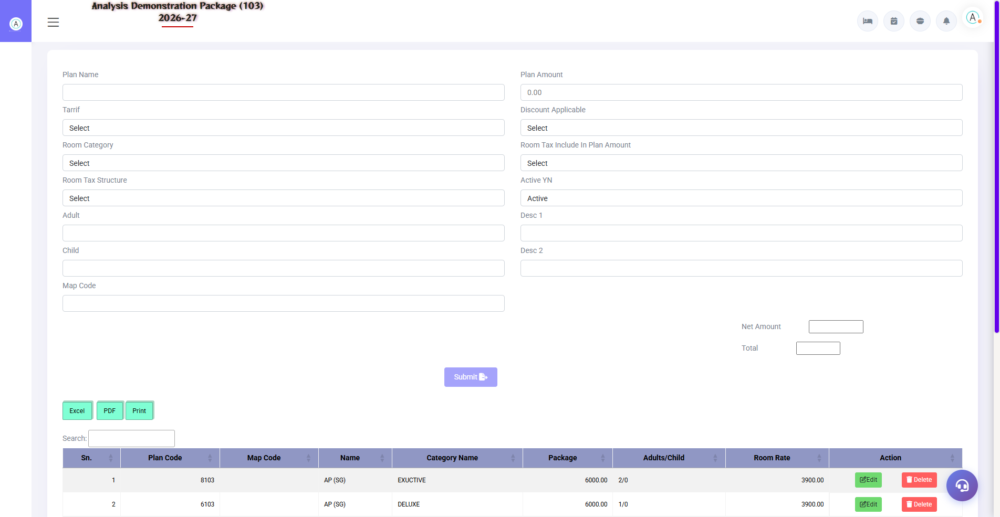 Analysis Demonstration Package (103)
2026-27
A
A
Plan Name
Plan Amount
0.00
Tarrif
Discount Applicable
Select
Select
Room Category
Room Tax Include In Plan Amount
Select
Select
Room Tax Structure
Active YN
Select
Active
Adult
Desc 1
Child
Desc 2
Map Code
Net Amount
Total
Submit
Excel PDF Print
Search:
Sn. Plan Code Map Code Name Category Name Package Adults/Child Room Rate Action
1 8103 AP (SG) EXUCTIVE 6000.00 2/0 3900.00 Edit Delete
2 6103 AP (SG) DELUXE 6000.00 1/0 3900.00 Edit Delete